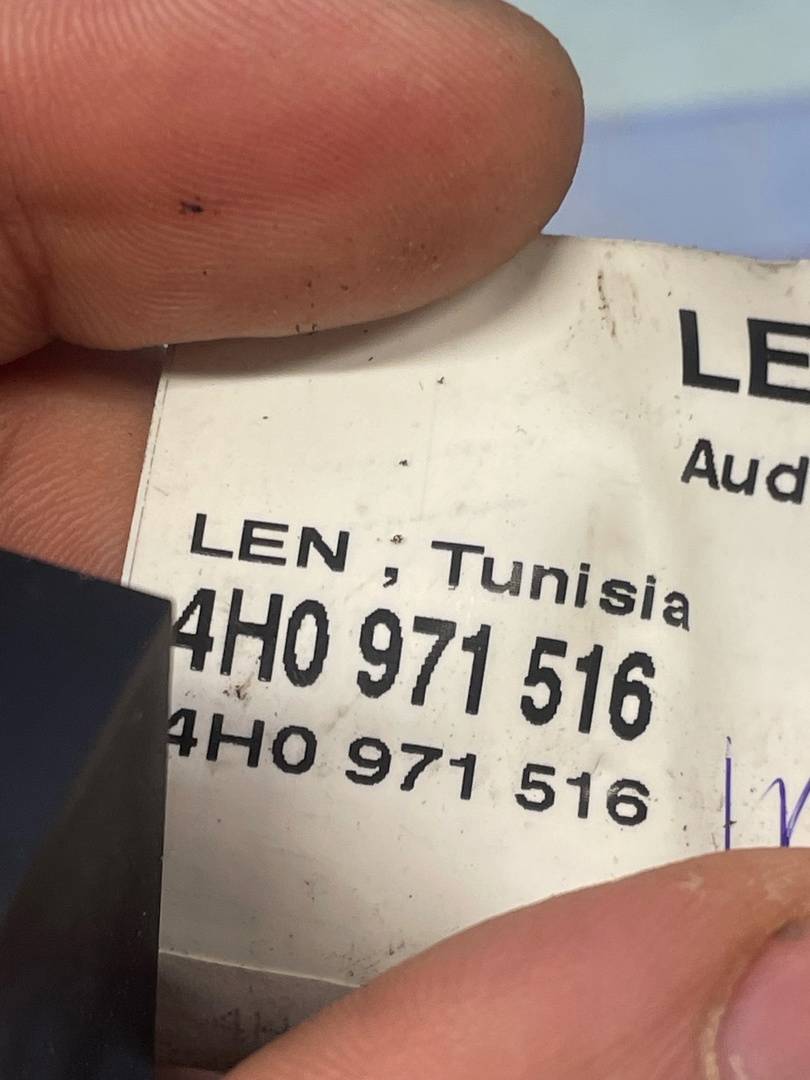 LE
Aud
LEN , Tunisia
4H0 971 516
4H0 971 516